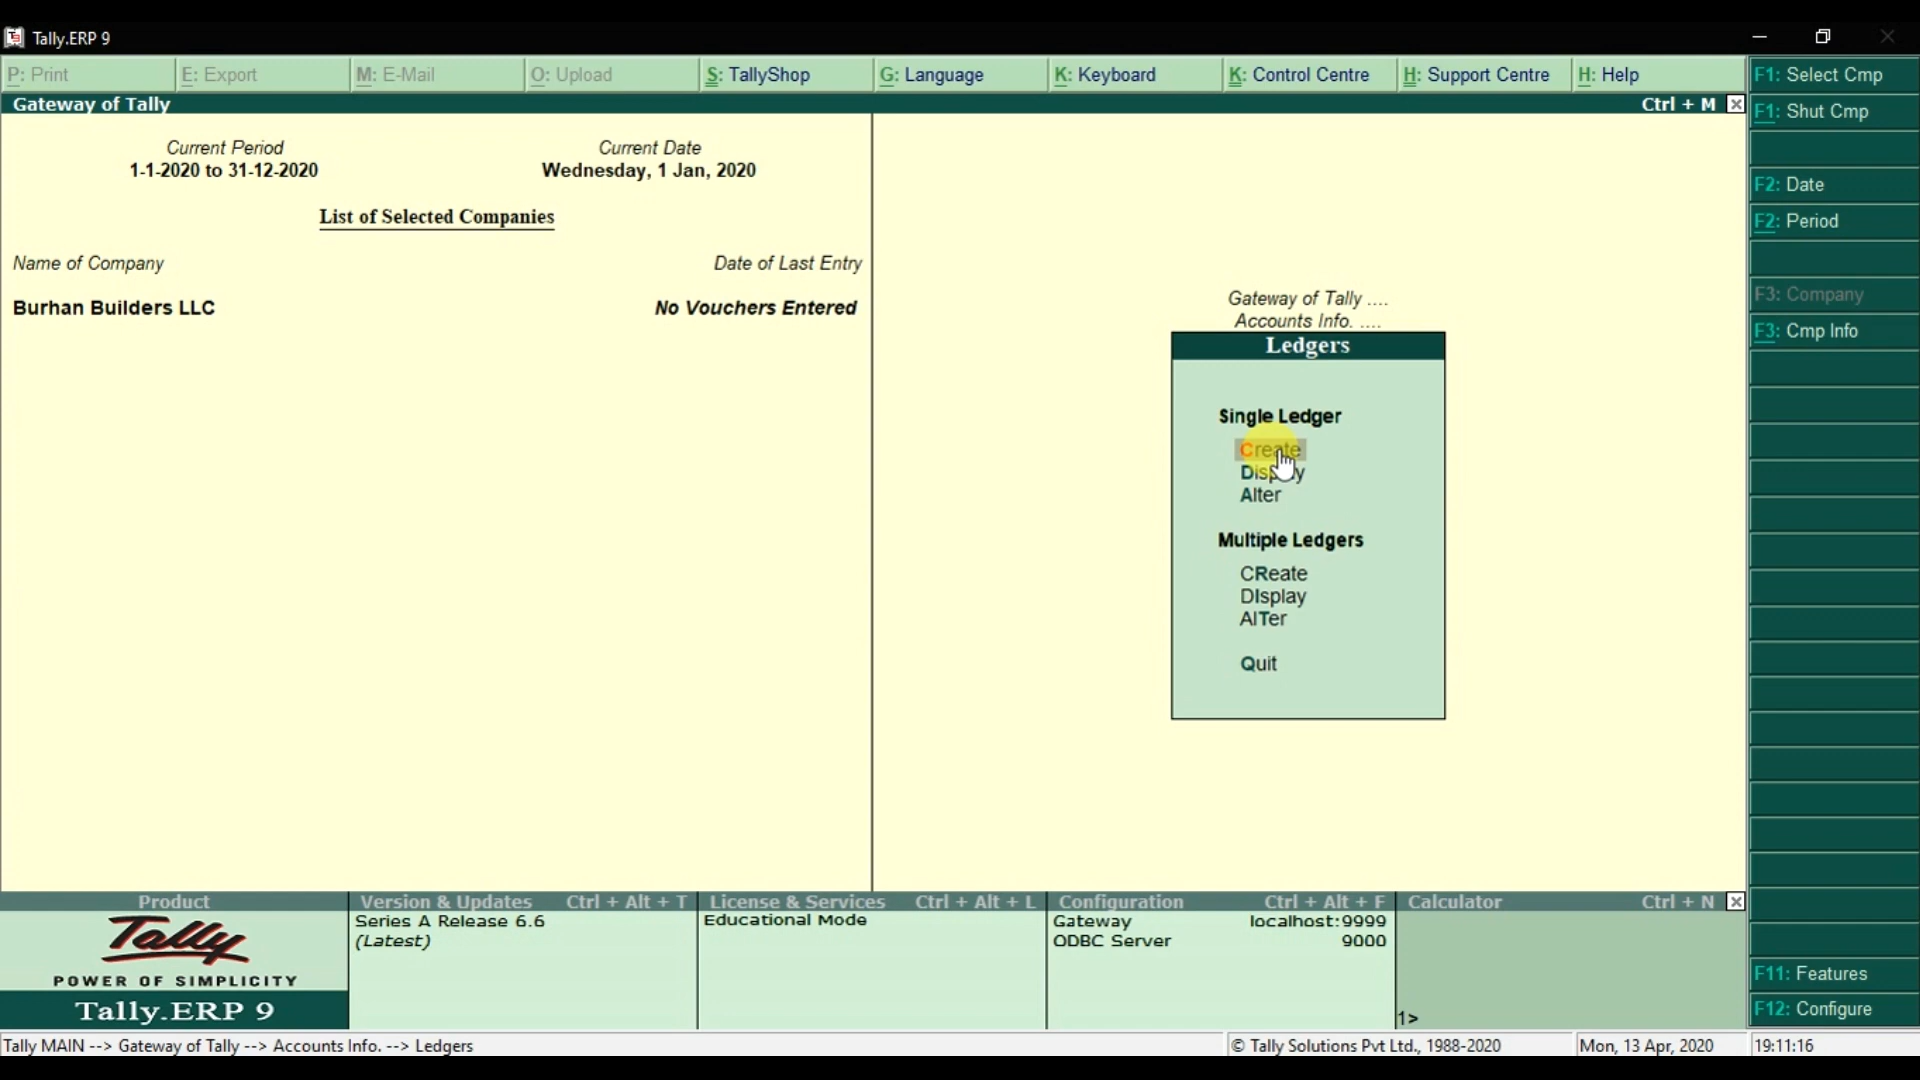 Tally.ERP 9
P: Print E: Export M: E-Mail O: Upload S: TallyShop G: Language K: Keyboard K: Control Centre H: Support Centre H: Help
Gateway of Tally Ctrl + M
Current Period Current Date
1-1-2020 to 31-12-2020 Wednesday, 1 Jan, 2020
List of Selected Companies
Name of Company Date of Last Entry
Burhan Builders LLC No Vouchers Entered
Gateway of Tally ....
Accounts Info. ....
Ledgers
Single Ledger
Create
Display
Alter
Multiple Ledgers
CReate
DIsplay
AlTer
Quit
F1: Select Cmp
F1: Shut Cmp
F2: Date
F2: Period
F3: Company
F3: Cmp Info
F11: Features
F12: Configure
Product
Tally
POWER OF SIMPLICITY
Tally.ERP 9
Version & Updates Ctrl + Alt + T
Series A Release 6.6
(Latest)
License & Services Ctrl + Alt + L
Educational Mode
Configuration Ctrl + Alt + F
Gateway localhost:9999
ODBC Server 9000
Calculator Ctrl + N
1>
Tally MAIN --> Gateway of Tally --> Accounts Info. --> Ledgers © Tally Solutions Pvt Ltd., 1988-2020 Mon, 13 Apr, 2020 19:11:16